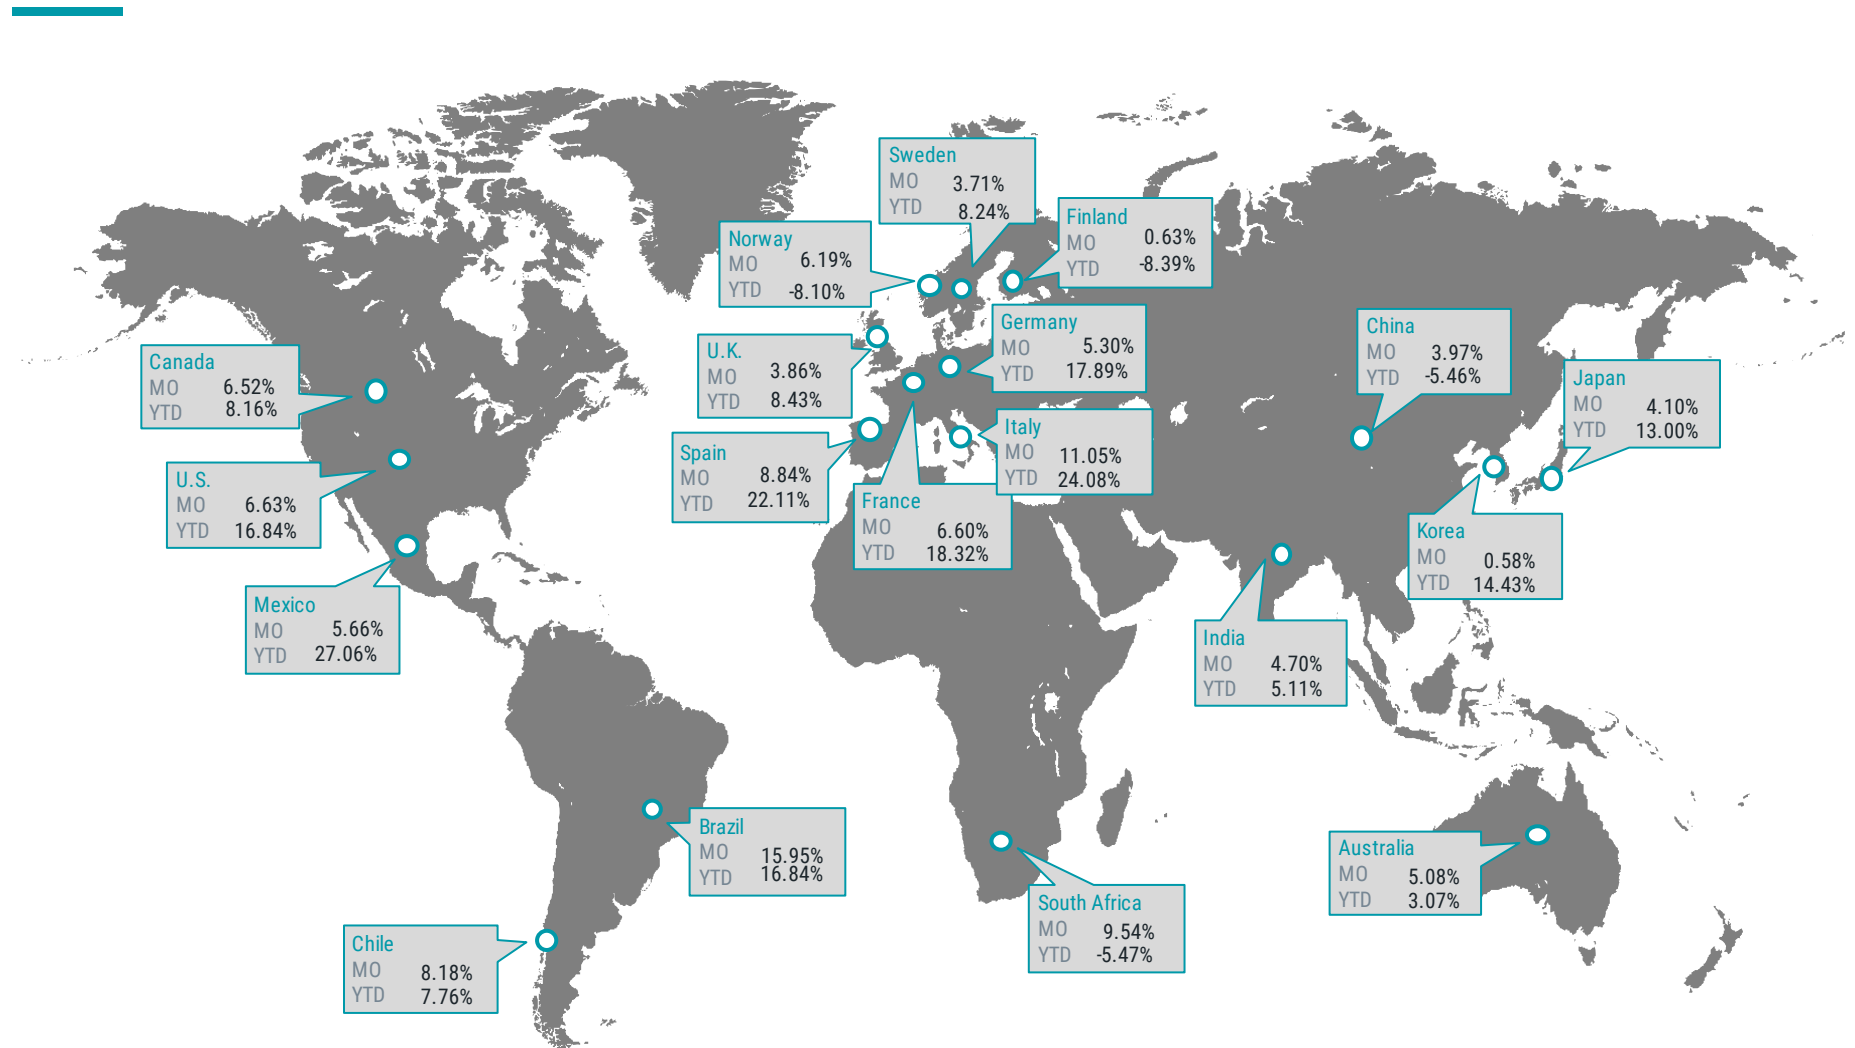 Sweden
MO 3.71%
YTD 8.24%
Finland
MO 0.63%
YTD -8.39%
Norway
MO 6.19%
YTD -8.10%
Germany
MO 5.30%
YTD 17.89%
China
MO 3.97%
YTD -5.46%
U.K.
MO 3.86%
YTD 8.43%
Canada
MO 6.52%
YTD 8.16%
Japan
MO 4.10%
YTD 13.00%
Italy
MO 11.05%
YTD 24.08%
Spain
MO 8.84%
YTD 22.11%
U.S.
MO 6.63%
YTD 16.84%
France
MO 6.60%
YTD 18.32%
Korea
MO 0.58%
YTD 14.43%
Mexico
MO 5.66%
YTD 27.06%
India
MO 4.70%
YTD 5.11%
Brazil
MO 15.95%
YTD 16.84%
Australia
MO 5.08%
YTD 3.07%
South Africa
MO 9.54%
YTD -5.47%
Chile
MO 8.18%
YTD 7.76%